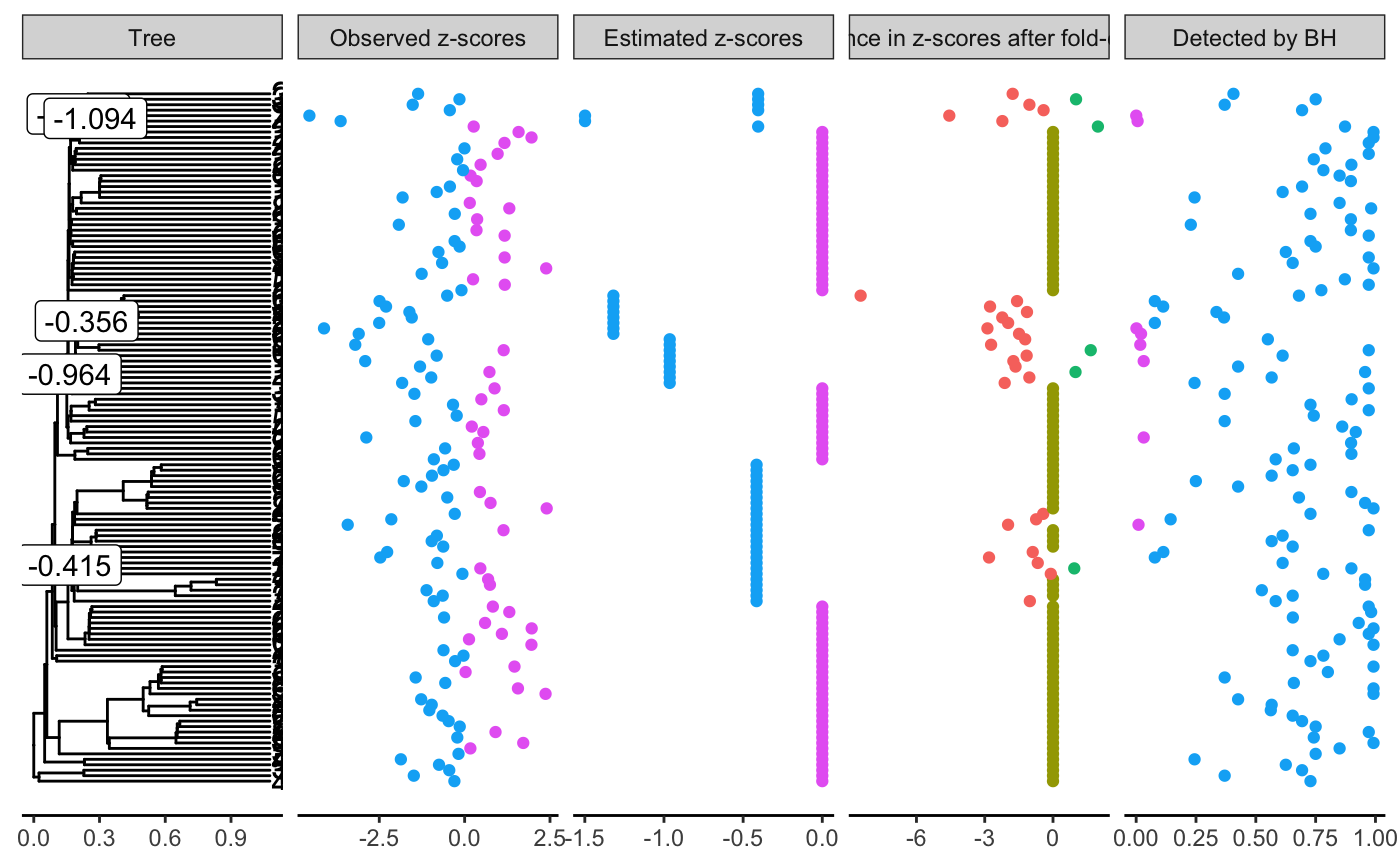 Tree
Observed z-scores
Estimated z-scores
nce in z-scores after fold-
Detected by BH
-1.094
-0.356
-0.964
-0.415
0.0 0.3 0.6 0.9
-2.5 0.0 2.5
-1.5 -1.0 -0.5 0.0
-6 -3 0
0.00 0.25 0.50 0.75 1.00